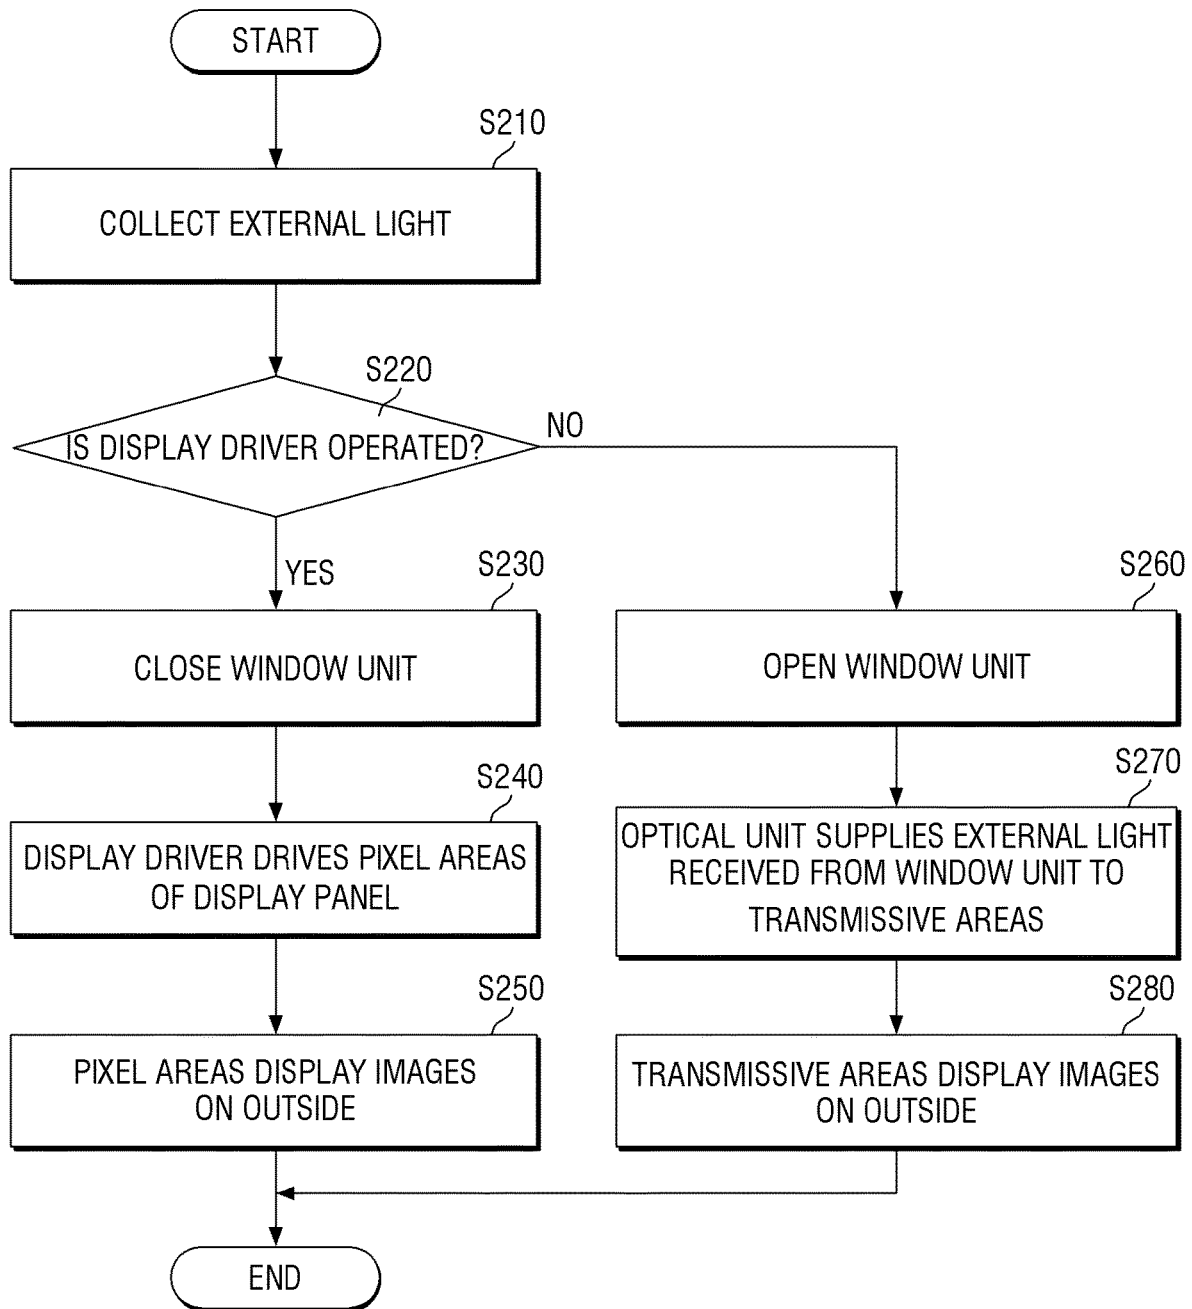 START
S210
COLLECT EXTERNAL LIGHT
S220
IS DISPLAY DRIVER OPERATED?
NO
YES
S230
CLOSE WINDOW UNIT
S240
DISPLAY DRIVER DRIVES PIXEL AREAS
OF DISPLAY PANEL
S250
PIXEL AREAS DISPLAY IMAGES
ON OUTSIDE
S260
OPEN WINDOW UNIT
S270
OPTICAL UNIT SUPPLIES EXTERNAL LIGHT
RECEIVED FROM WINDOW UNIT TO
TRANSMISSIVE AREAS
S280
TRANSMISSIVE AREAS DISPLAY IMAGES
ON OUTSIDE
END